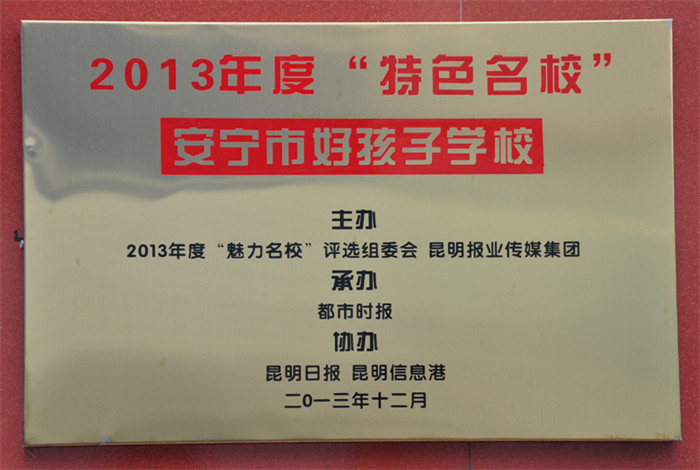 2013年度“特色名校”
安宁市好孩子学校
主办
2013年度“魅力名校”评选组委会 昆明报业传媒集团
承办
都市时报
协办
昆明日报 昆明信息港
二0一三年十二月